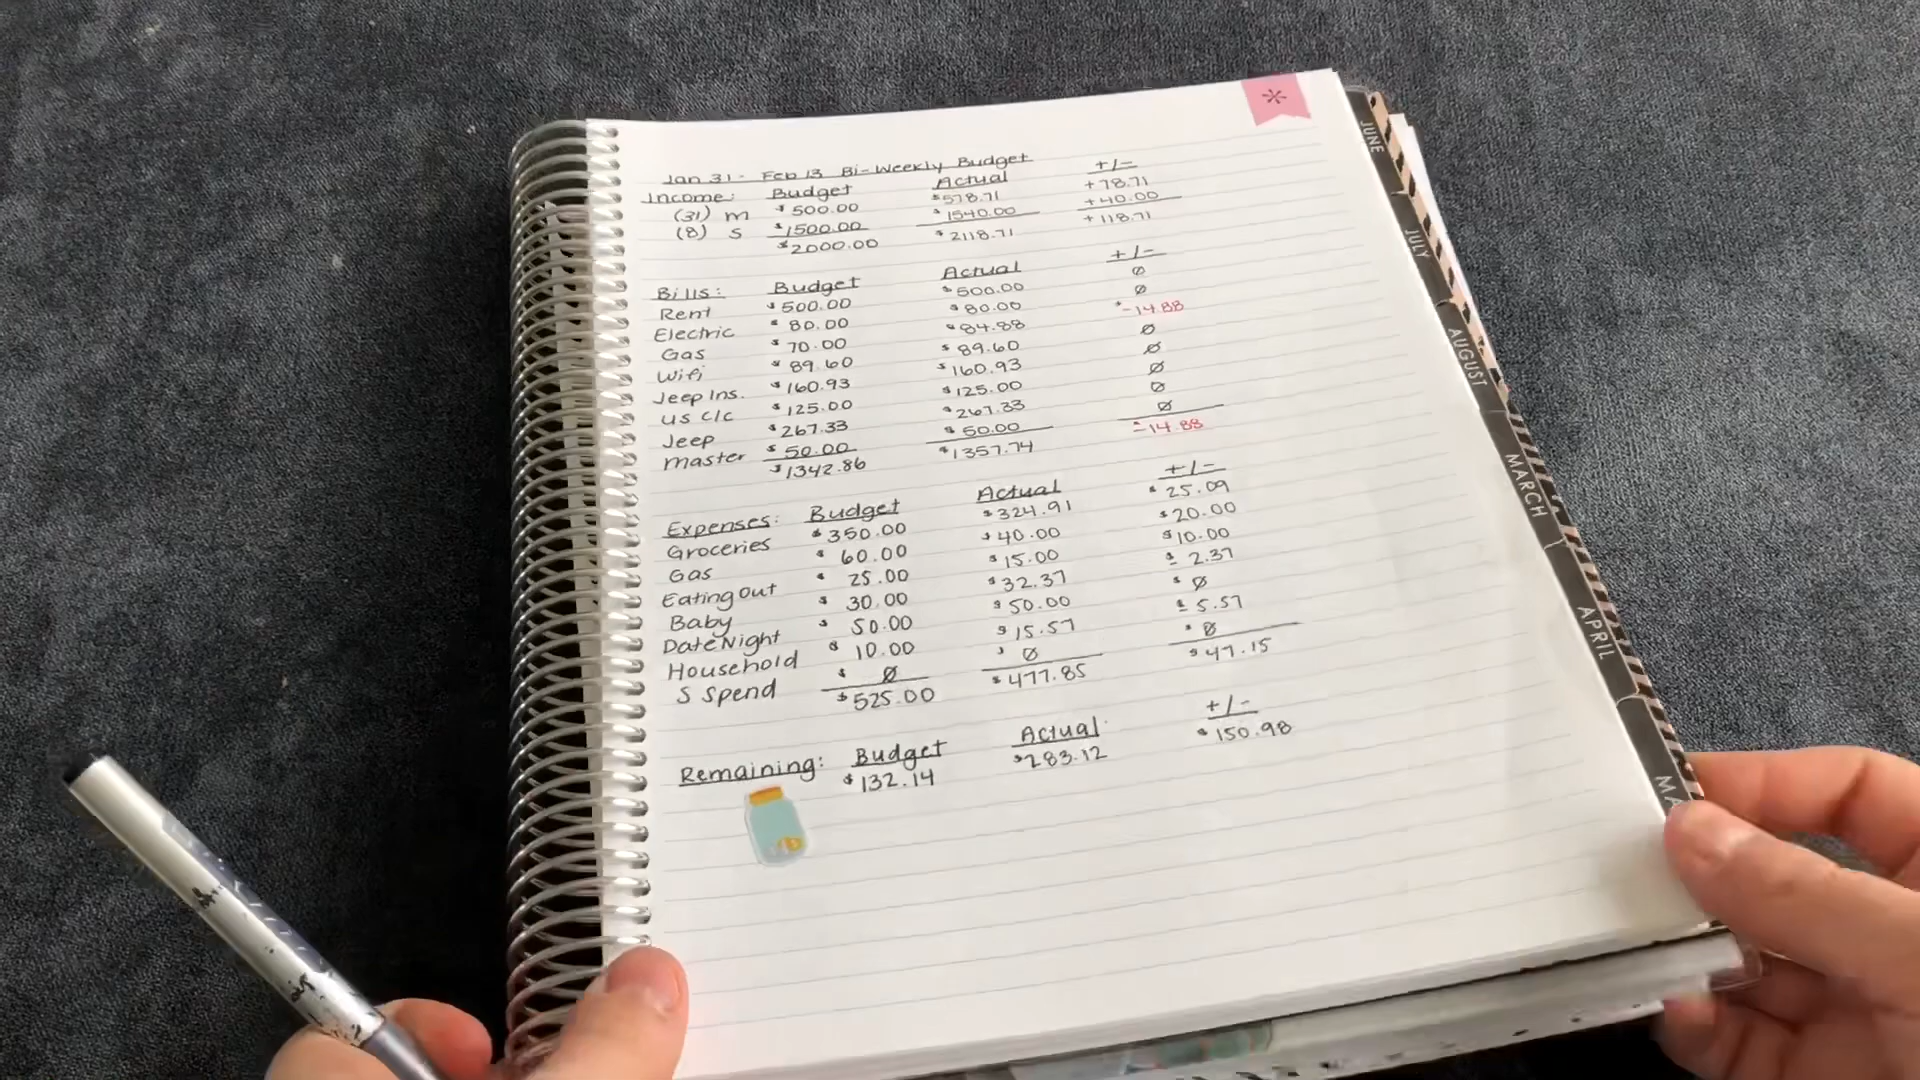 *
Jan 31 - Feb 13 Bi-Weekly Budget
Income: Budget Actual +/-
(31) m $500.00 $578.71 +78.71
(8) s $1500.00 $1540.00 +40.00
$2000.00 $2118.71 +118.71
Bills: Budget Actual +/-
Rent $500.00 $500.00 Ø
Electric $80.00 $80.00 Ø
Gas $70.00 $84.88 $-14.88
Wifi $89.60 $89.60 Ø
Jeep Ins. $160.93 $160.93 Ø
US C/C $125.00 $125.00 Ø
Jeep $267.33 $267.33 Ø
Master $50.00 $50.00 Ø
$1342.86 $1357.74 $-14.88
Expenses: Budget Actual +/-
Groceries $350.00 $324.91 $25.09
Gas $60.00 $40.00 $20.00
Eating Out $25.00 $15.00 $10.00
Baby $30.00 $32.37 $-2.37
Date Night $50.00 $50.00 $Ø
Household $10.00 $15.57 $-5.57
S Spend $Ø $Ø $Ø
$525.00 $477.85 $47.15
Remaining: Budget Actual +/-
$132.14 $283.12 $150.98
JUNE
JULY
AUGUST
MARCH
APRIL
MA